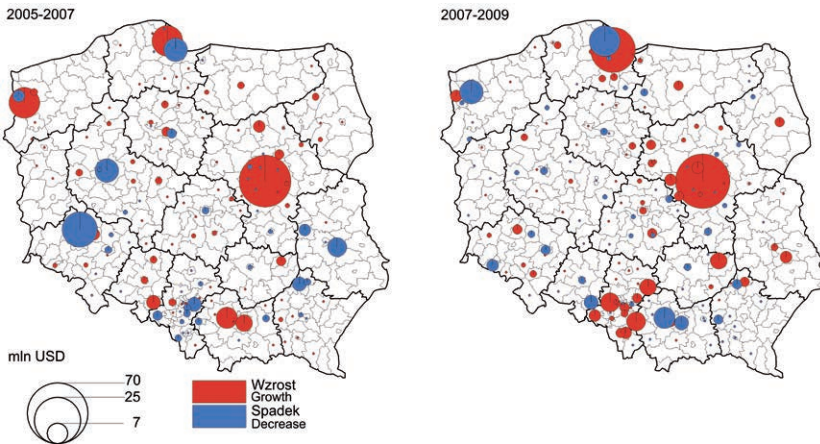 2005-2007
2007-2009
mln USD
70
25
7
Wzrost
Growth
Spadek
Decrease